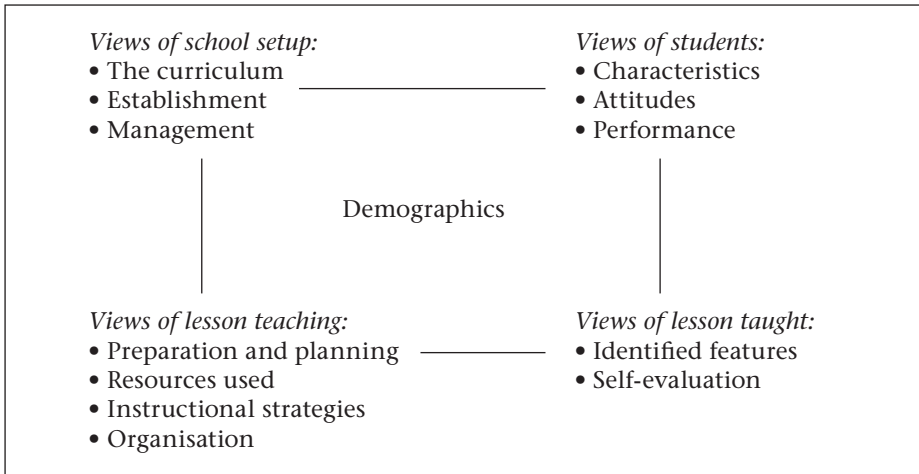 Views of school setup:
• The curriculum
• Establishment
• Management
Views of students:
• Characteristics
• Attitudes
• Performance
Demographics
Views of lesson teaching:
• Preparation and planning
• Resources used
• Instructional strategies
• Organisation
Views of lesson taught:
• Identified features
• Self-evaluation